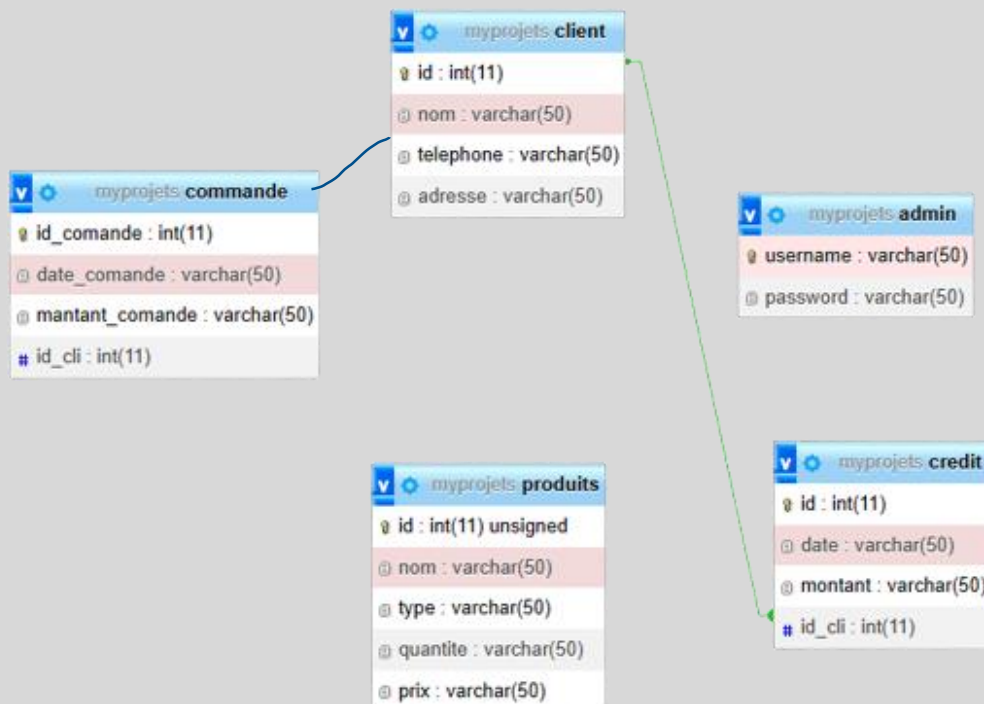 myprojets client
id : int(11)
nom : varchar(50)
telephone : varchar(50)
adresse : varchar(50)
myprojets commande
id_comande : int(11)
date_comande : varchar(50)
mantant_comande : varchar(50)
id_cli : int(11)
myprojets admin
username : varchar(50)
password : varchar(50)
myprojets produits
id : int(11) unsigned
nom : varchar(50)
type : varchar(50)
quantite : varchar(50)
prix : varchar(50)
myprojets credit
id : int(11)
date : varchar(50)
montant : varchar(50)
id_cli : int(11)